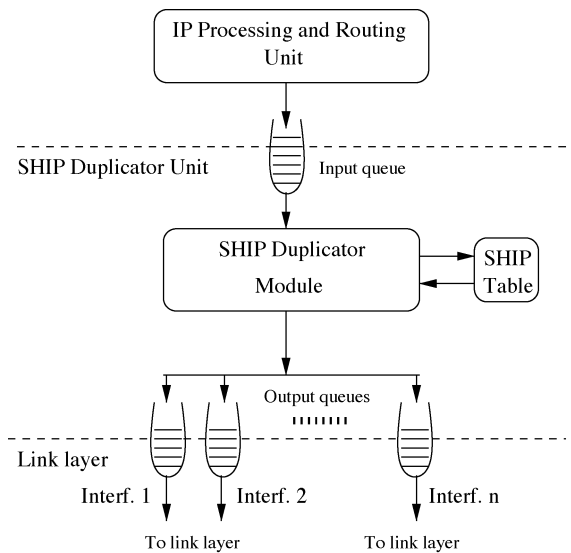 IP Processing and Routing
Unit
SHIP Duplicator Unit
Input queue
SHIP Duplicator
Module
SHIP
Table
Output queues
Link layer
Interf. 1
Interf. 2
Interf. n
To link layer
To link layer